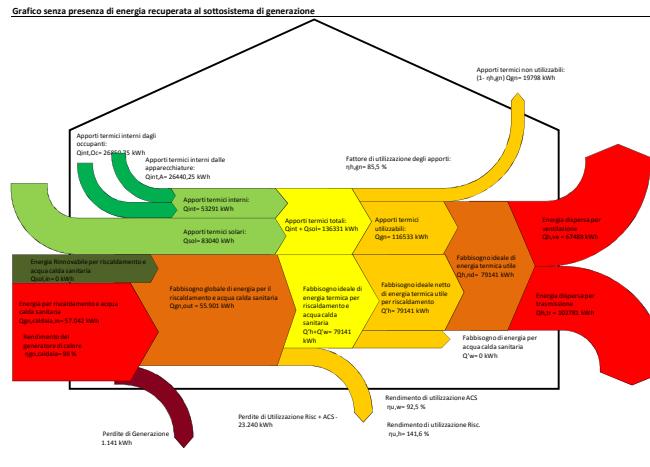 Grafico senza presenza di energia recuperata al sottosistema di generazione
Apporti termici non utilizzabili:
(1- ηh,gn) Qgn= 19798 kWh
Apporti termici interni dagli
occupanti:
Qint,Oc= 26850,75 kWh
Apporti termici interni dalle
apparecchiature:
Qint,A= 26440,25 kWh
Fattore di utilizzazione degli apporti:
ηh,gn= 85,5 %
Apporti termici interni:
Qint= 53291 kWh
Apporti termici solari:
Qsol= 83040 kWh
Apporti termici totali:
Qint + Qsol= 136331 kWh
Apporti termici
utilizzabili:
Qgn= 116533 kWh
Energia dispersa per
ventilazione
Qh,ve = 67488 kWh
Energia Rinnovabile per riscaldamento e
acqua calda sanitaria
Qsol,in= 0 kWh
Energia per riscaldamento e acqua
calda sanitaria
Qgn,caldaia,in= 57.042 kWh
Rendimento del
generatore di calore
ηgn,caldaia= 98 %
Fabbisogno globale di energia per il
riscaldamento e acqua calda sanitaria
Qgn,out = 55.901 kWh
Fabbisogno ideale di
energia termica per
riscaldamento e
acqua calda
sanitaria
Q'h+Q'w= 79141
kWh
Fabbisogno ideale netto
di energia termica utile
per riscaldamento
Q'h= 79141 kWh
Fabbisogno ideale di
energia termica utile
Qh,nd= 79141 kWh
Energia dispersa per
trasmissione
Qh,tr = 102781 kWh
Fabbisogno di energia per
acqua calda sanitaria
Q'w= 0 kWh
Rendimento di utilizzazione ACS
ηu,w= 92,5 %
Rendimento di utilizzazione Risc.
ηu,h= 141,6 %
Perdite di Utilizzazione Risc + ACS -
23.240 kWh
Perdite di Generazione
1.141 kWh